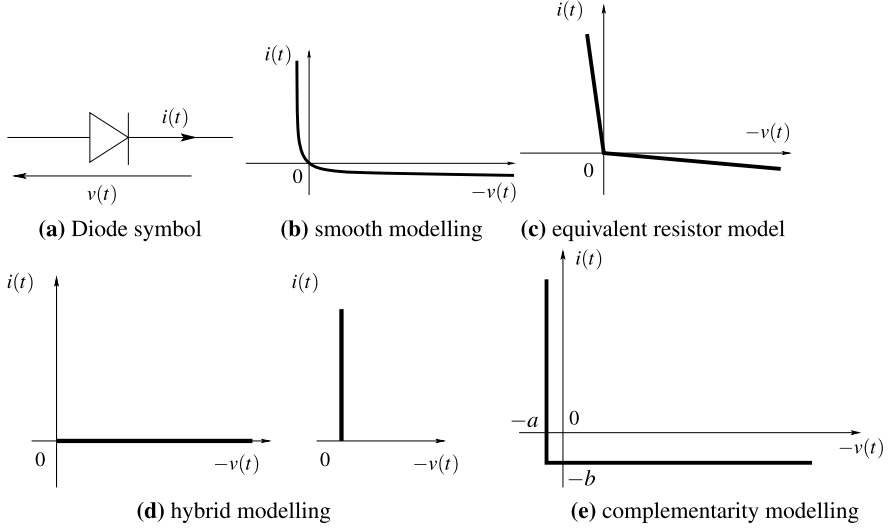 i(t)
v(t)
(a) Diode symbol
i(t)
0
−v(t)
(b) smooth modelling
i(t)
−v(t)
0
(c) equivalent resistor model
i(t)
0
−v(t)
i(t)
0
−v(t)
(d) hybrid modelling
i(t)
−a
0
−v(t)
−b
(e) complementarity modelling